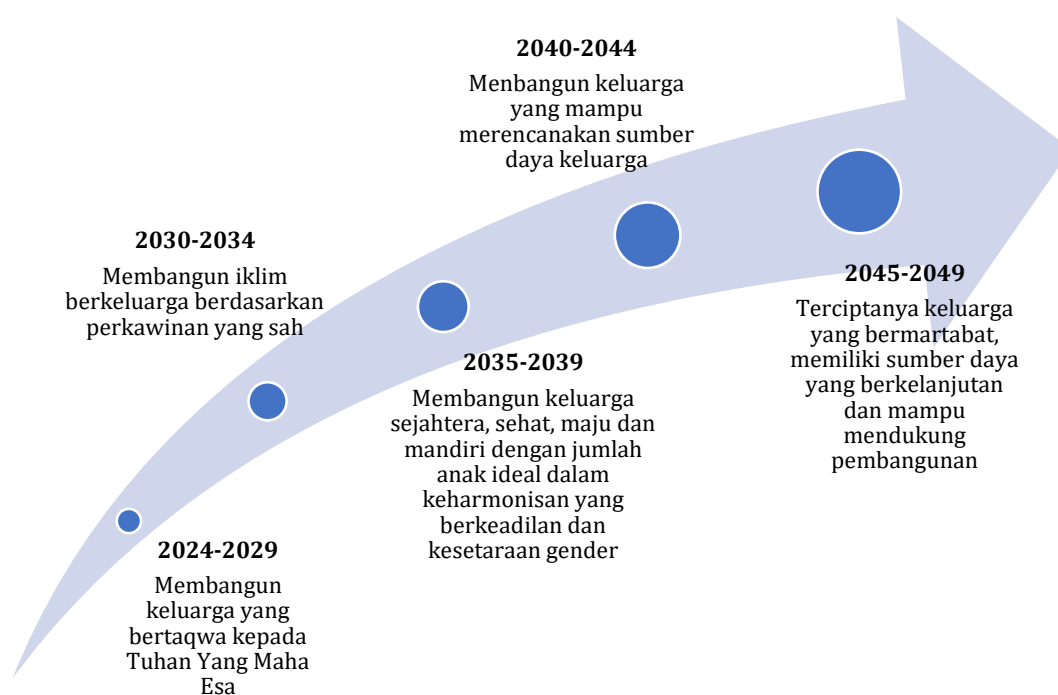 2024-2029
Membangun
keluarga yang
bertaqwa kepada
Tuhan Yang Maha
Esa
2030-2034
Membangun iklim
berkeluarga berdasarkan
perkawinan yang sah
2035-2039
Membangun keluarga
sejahtera, sehat, maju dan
mandiri dengan jumlah
anak ideal dalam
keharmonisan yang
berkeadilan dan
kesetaraan gender
2040-2044
Menbangun keluarga
yang mampu
merencanakan sumber
daya keluarga
2045-2049
Terciptanya keluarga
yang bermartabat,
memiliki sumber daya
yang berkelanjutan
dan mampu
mendukung
pembangunan